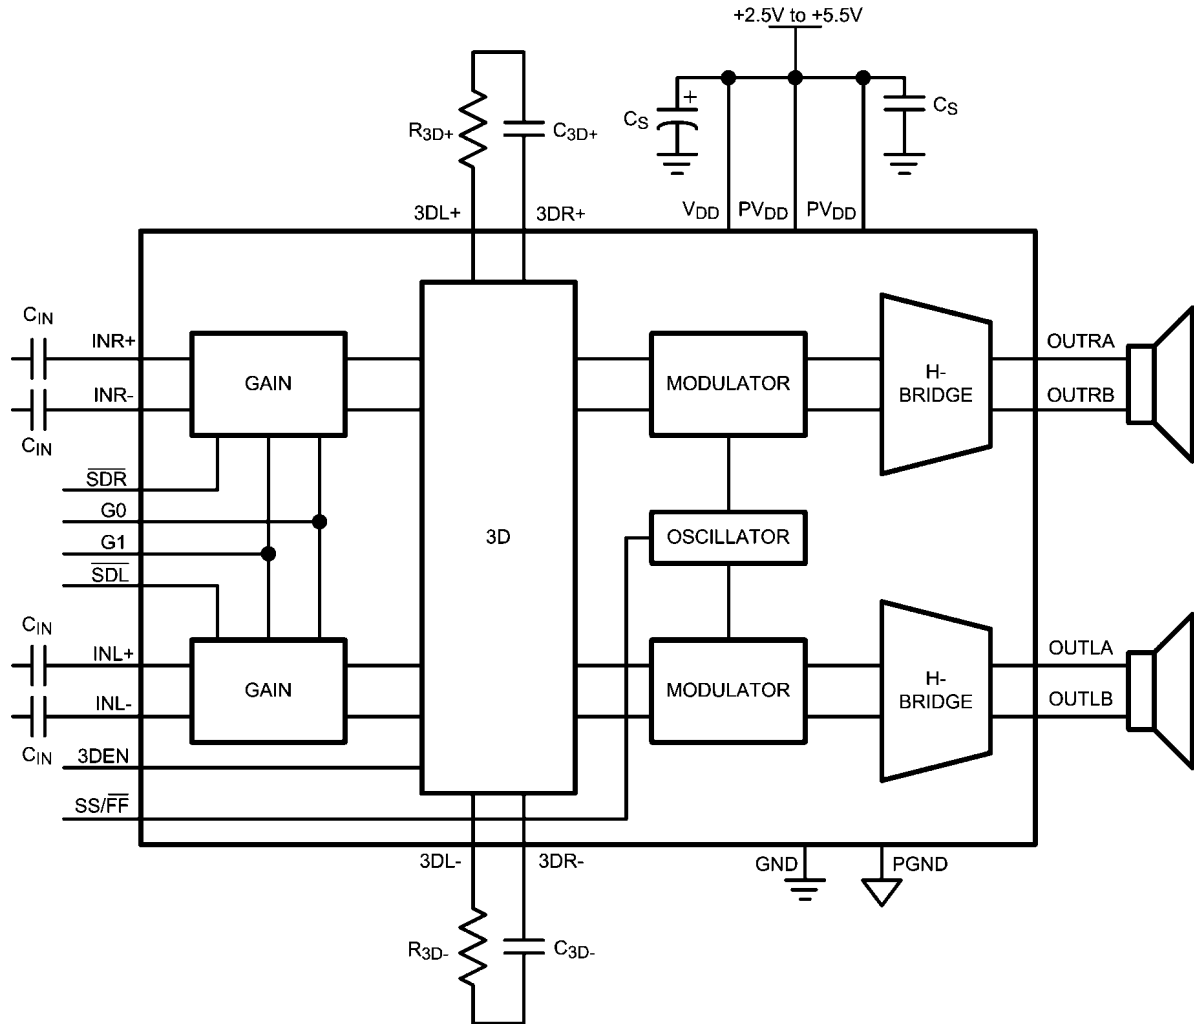 +2.5V to +5.5V
+
CS
CS
R3D+
C3D+
3DL+
3DR+
VDD
PVDD
PVDD
CIN
INR+
INR-
CIN
GAIN
MODULATOR
H-
BRIDGE
OUTRA
OUTRB
SDR
G0
G1
SDL
3D
OSCILLATOR
CIN
INL+
INL-
CIN
GAIN
MODULATOR
H-
BRIDGE
OUTLA
OUTLB
3DEN
SS/FF
3DL-
3DR-
GND
PGND
R3D-
C3D-